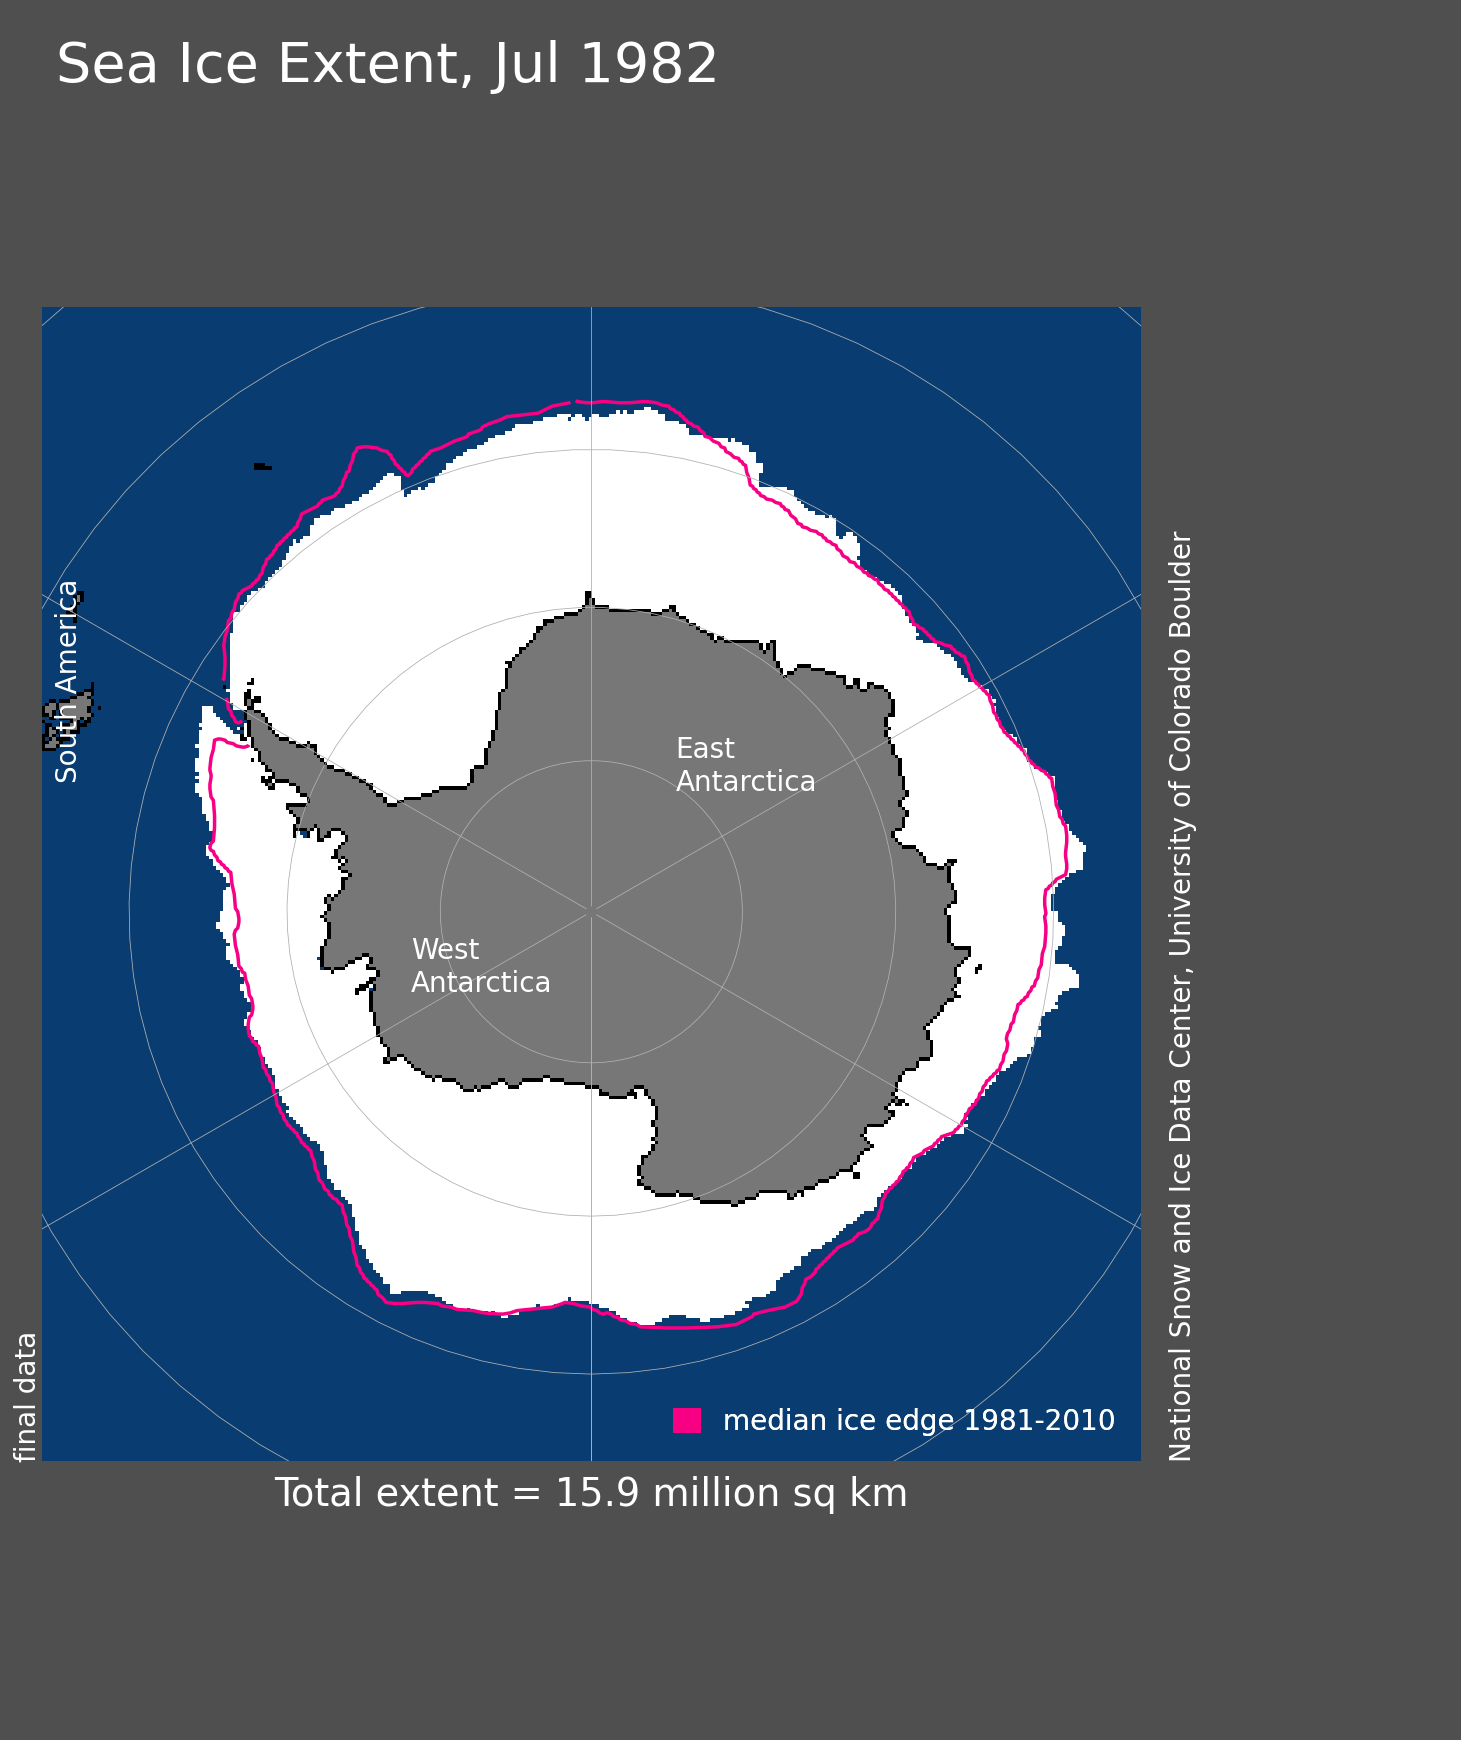 Sea Ice Extent, Jul 1982
South America
East
Antarctica
West
Antarctica
median ice edge 1981-2010
final data
National Snow and Ice Data Center, University of Colorado Boulder
Total extent = 15.9 million sq km